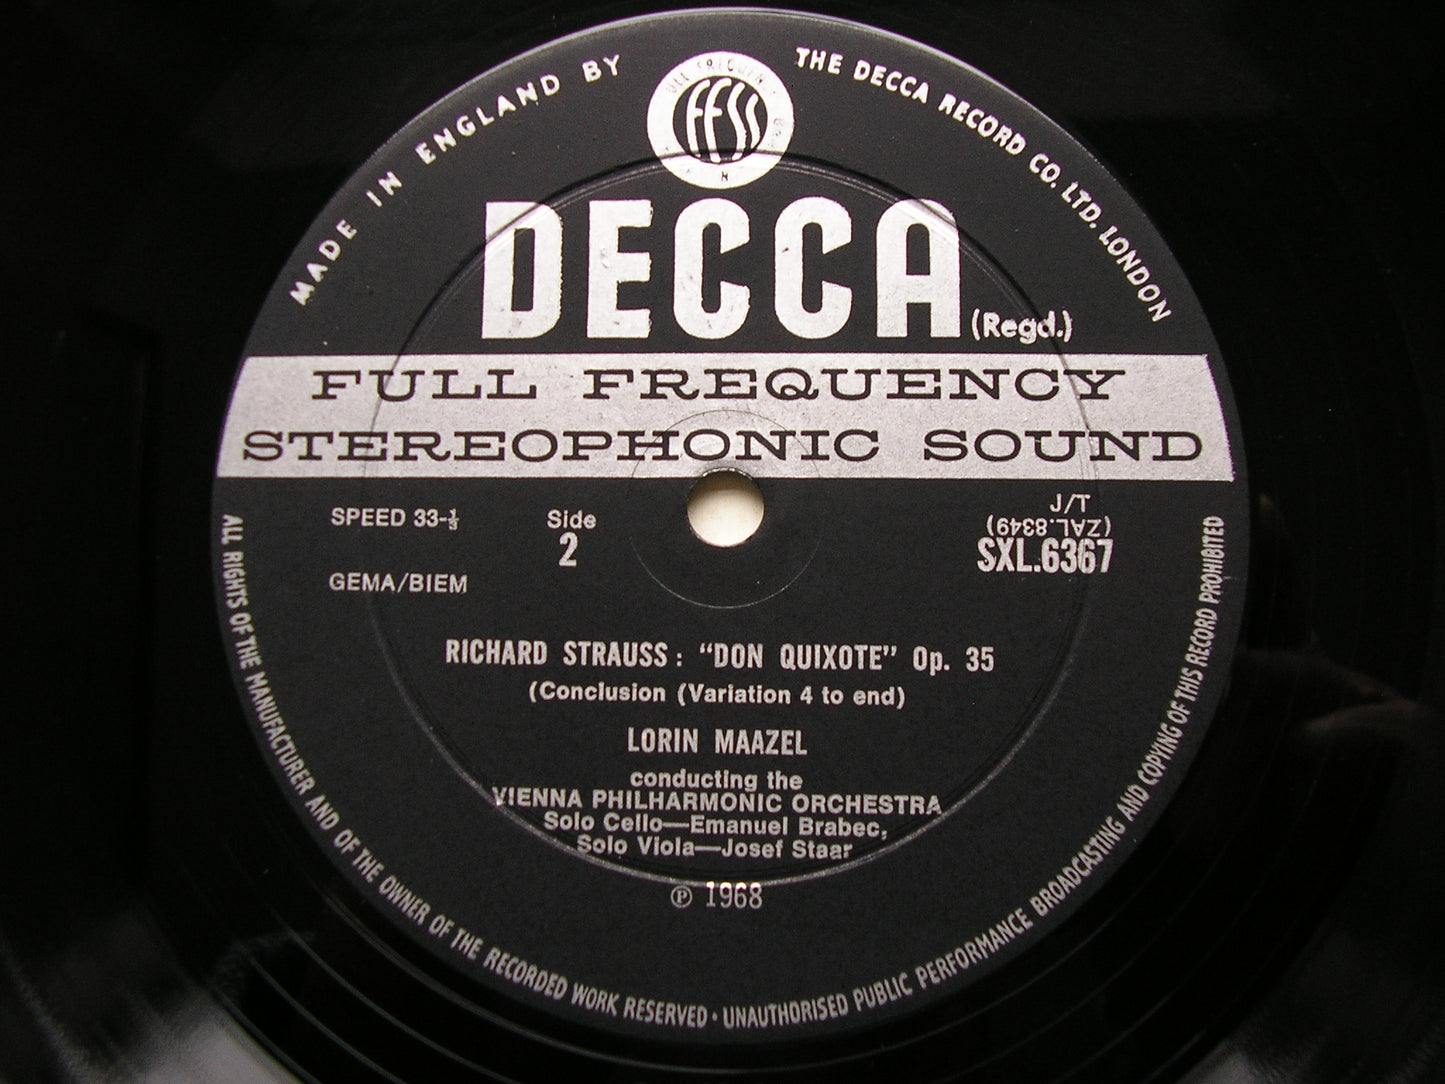 MADE IN ENGLAND BY
THE DECCA RECORD CO. LTD. LONDON
FFSS
DECCA
(Regd.)
FULL FREQUENCY
STEREOPHONIC SOUND
SPEED 33-⅓
Side
2
J/T
(ZAL.8349)
SXL.6367
GEMA/BIEM
RICHARD STRAUSS: "DON QUIXOTE" Op. 35
(Conclusion (Variation 4 to end)
LORIN MAAZEL
conducting the
VIENNA PHILHARMONIC ORCHESTRA
Solo Cello—Emanuel Brabec,
Solo Viola—Josef Staar
℗ 1968
ALL RIGHTS OF THE MANUFACTURER AND OF THE OWNER OF THE RECORDED WORK RESERVED · UNAUTHORISED PUBLIC PERFORMANCE BROADCASTING AND COPYING OF THIS RECORD PROHIBITED